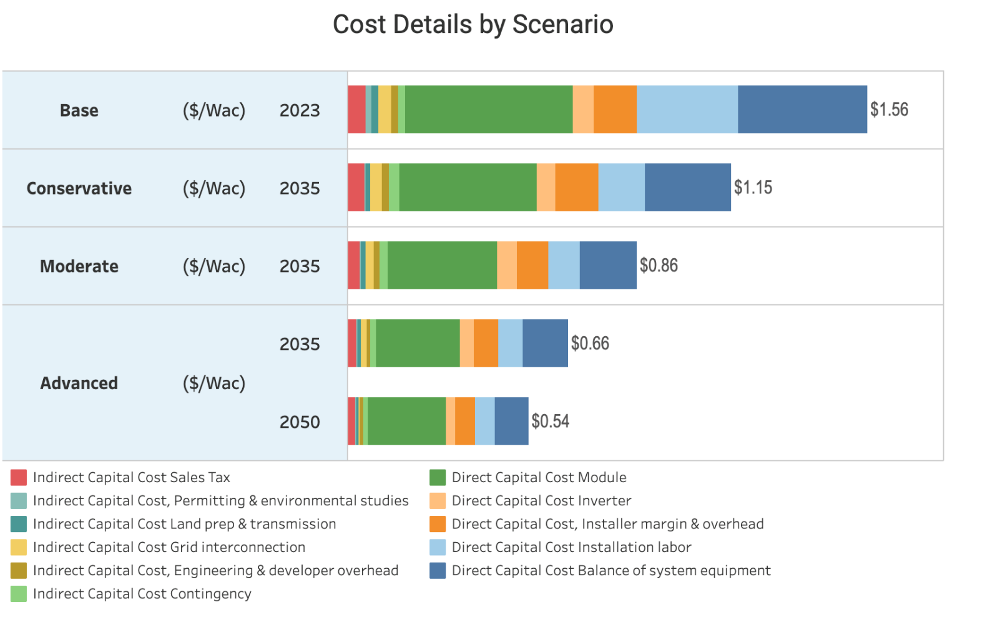 Cost Details by Scenario
Base ($/Wac) 2023 $1.56
Conservative ($/Wac) 2035 $1.15
Moderate ($/Wac) 2035 $0.86
2035 $0.66
Advanced ($/Wac)
2050 $0.54
Indirect Capital Cost Sales Tax
Indirect Capital Cost, Permitting & environmental studies
Indirect Capital Cost Land prep & transmission
Indirect Capital Cost Grid interconnection
Indirect Capital Cost, Engineering & developer overhead
Indirect Capital Cost Contingency
Direct Capital Cost Module
Direct Capital Cost Inverter
Direct Capital Cost, Installer margin & overhead
Direct Capital Cost Installation labor
Direct Capital Cost Balance of system equipment